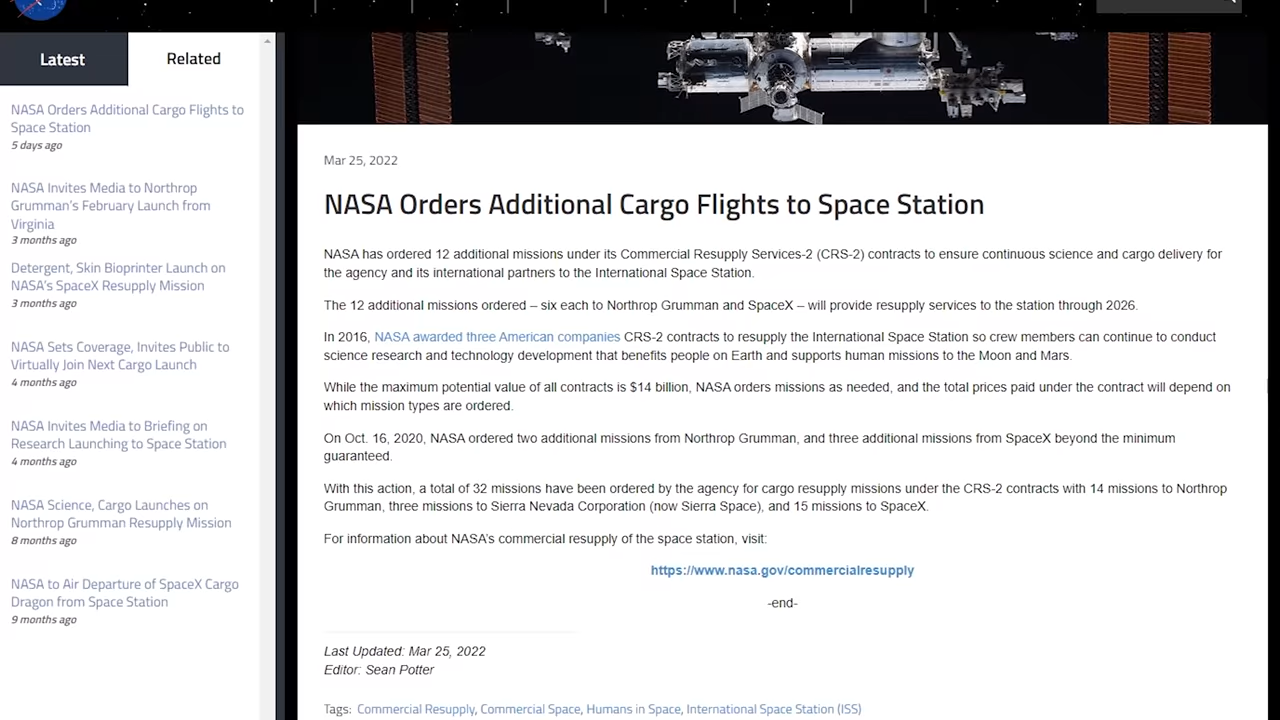 Latest
Related
NASA Orders Additional Cargo Flights to
Space Station
5 days ago
NASA Invites Media to Northrop
Grumman's February Launch from
Virginia
3 months ago
Detergent, Skin Bioprinter Launch on
NASA's SpaceX Resupply Mission
3 months ago
NASA Sets Coverage, Invites Public to
Virtually Join Next Cargo Launch
4 months ago
NASA Invites Media to Briefing on
Research Launching to Space Station
4 months ago
NASA Science, Cargo Launches on
Northrop Grumman Resupply Mission
8 months ago
NASA to Air Departure of SpaceX Cargo
Dragon from Space Station
9 months ago
Mar 25, 2022
NASA Orders Additional Cargo Flights to Space Station
NASA has ordered 12 additional missions under its Commercial Resupply Services-2 (CRS-2) contracts to ensure continuous science and cargo delivery for
the agency and its international partners to the International Space Station.
The 12 additional missions ordered – six each to Northrop Grumman and SpaceX – will provide resupply services to the station through 2026.
In 2016, NASA awarded three American companies CRS-2 contracts to resupply the International Space Station so crew members can continue to conduct
science research and technology development that benefits people on Earth and supports human missions to the Moon and Mars.
While the maximum potential value of all contracts is $14 billion, NASA orders missions as needed, and the total prices paid under the contract will depend on
which mission types are ordered.
On Oct. 16, 2020, NASA ordered two additional missions from Northrop Grumman, and three additional missions from SpaceX beyond the minimum
guaranteed.
With this action, a total of 32 missions have been ordered by the agency for cargo resupply missions under the CRS-2 contracts with 14 missions to Northrop
Grumman, three missions to Sierra Nevada Corporation (now Sierra Space), and 15 missions to SpaceX.
For information about NASA's commercial resupply of the space station, visit:
https://www.nasa.gov/commercialresupply
-end-
Last Updated: Mar 25, 2022
Editor: Sean Potter
Tags: Commercial Resupply, Commercial Space, Humans in Space, International Space Station (ISS)